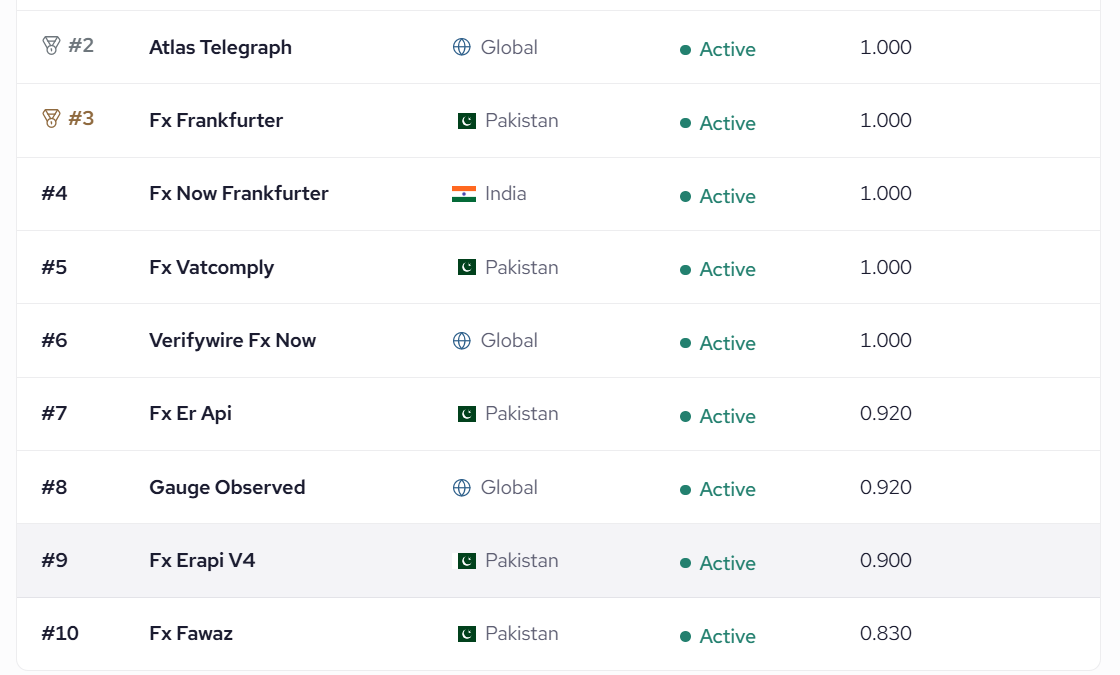 #2 Atlas Telegraph Global Active 1.000
#3 Fx Frankfurter Pakistan Active 1.000
#4 Fx Now Frankfurter India Active 1.000
#5 Fx Vatcomply Pakistan Active 1.000
#6 Verifywire Fx Now Global Active 1.000
#7 Fx Er Api Pakistan Active 0.920
#8 Gauge Observed Global Active 0.920
#9 Fx Erapi V4 Pakistan Active 0.900
#10 Fx Fawaz Pakistan Active 0.830